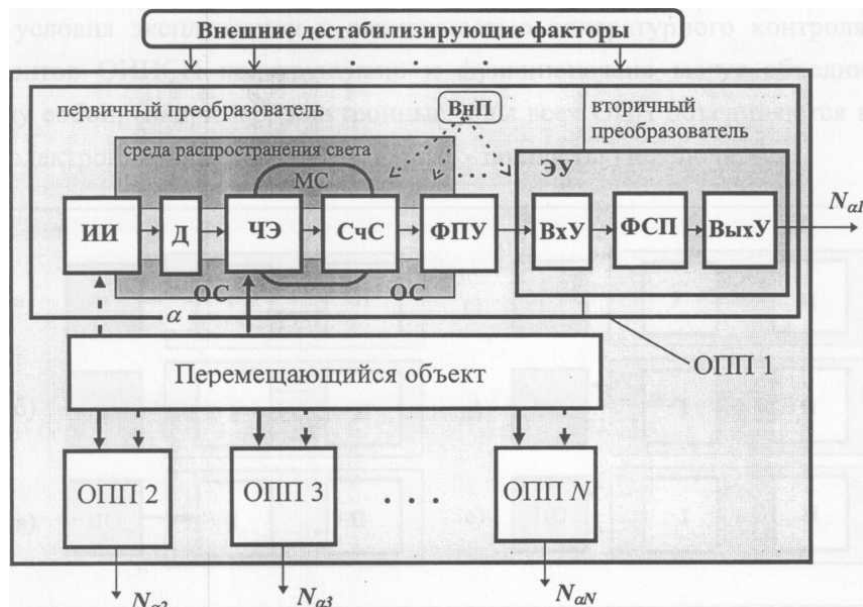 Внешние дестабилизирующие факторы
первичный преобразователь
ВнП
вторичный
преобразователь
среда распространения света
МС
ЭУ
ИИ
Д
ЧЭ
СчС
ФПУ
ВхУ
ФСП
ВыхУ
Nα1
ОС
ОС
α
Перемещающийся объект
ОПП 1
ОПП 2
ОПП 3
. . . .
ОПП N
Nα2
Nα3
NαN